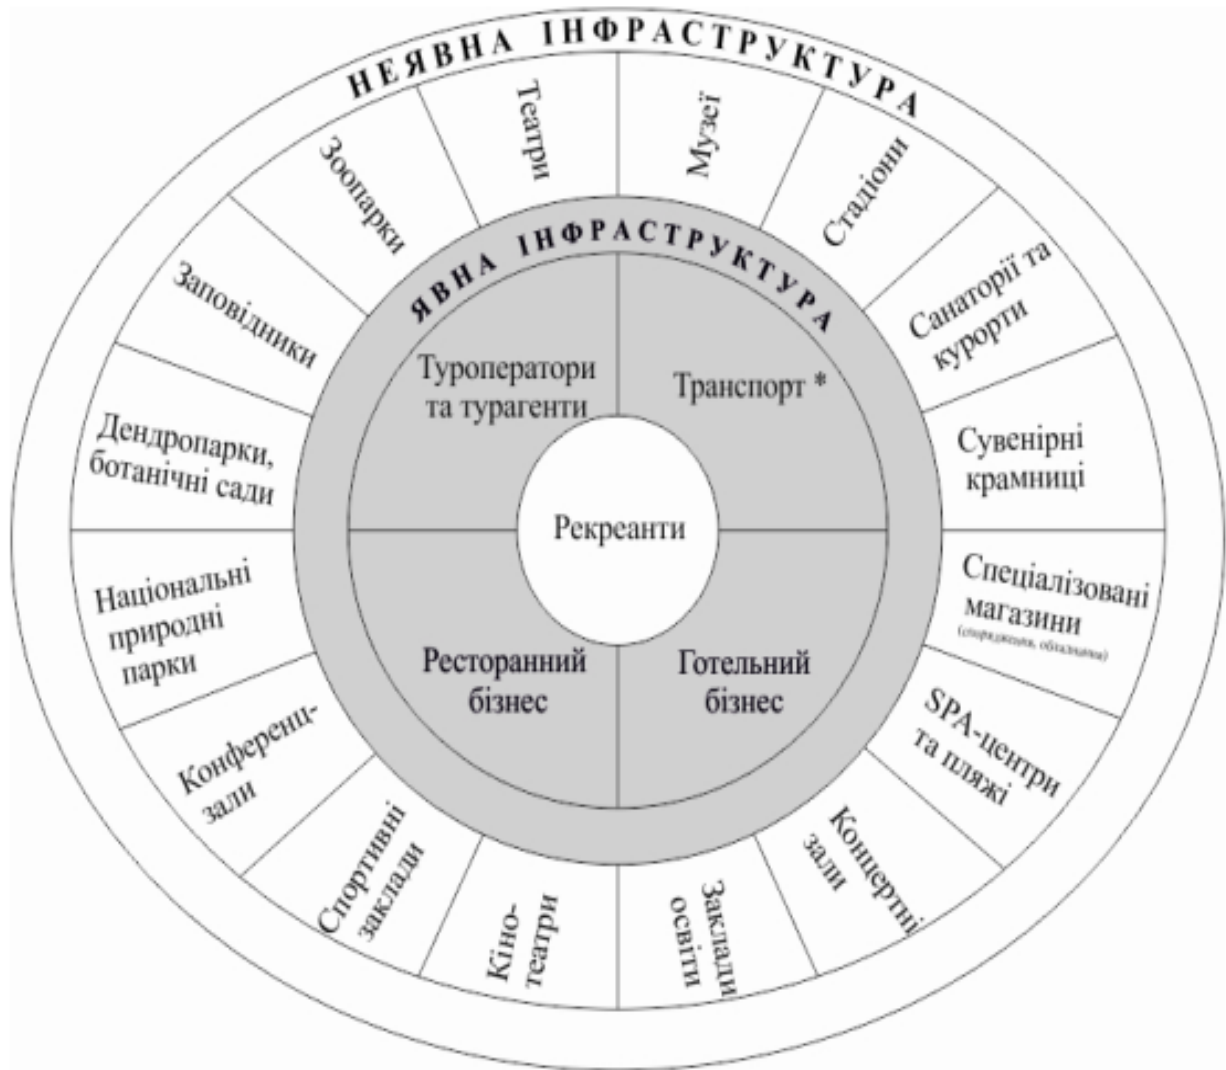 НЕЯВНА ІНФРАСТРУКТУРА
Театри
Музеї
Стадіони
Санаторії та
курорти
Сувенірні
крамниці
Спеціалізовані
магазини
(спорядження, обладнання)
SPA-центри
та пляжі
Концертні
зали
Заклади
освіти
Кіно-
театри
Спортивні
заклади
Конференц-
зали
Національні
природні
парки
Дендропарки,
ботанічні сади
Заповідники
Зоопарки
ЯВНА ІНФРАСТРУКТУРА
Туроператори
та турагенти
Транспорт *
Рекреанти
Ресторанний
бізнес
Готельний
бізнес